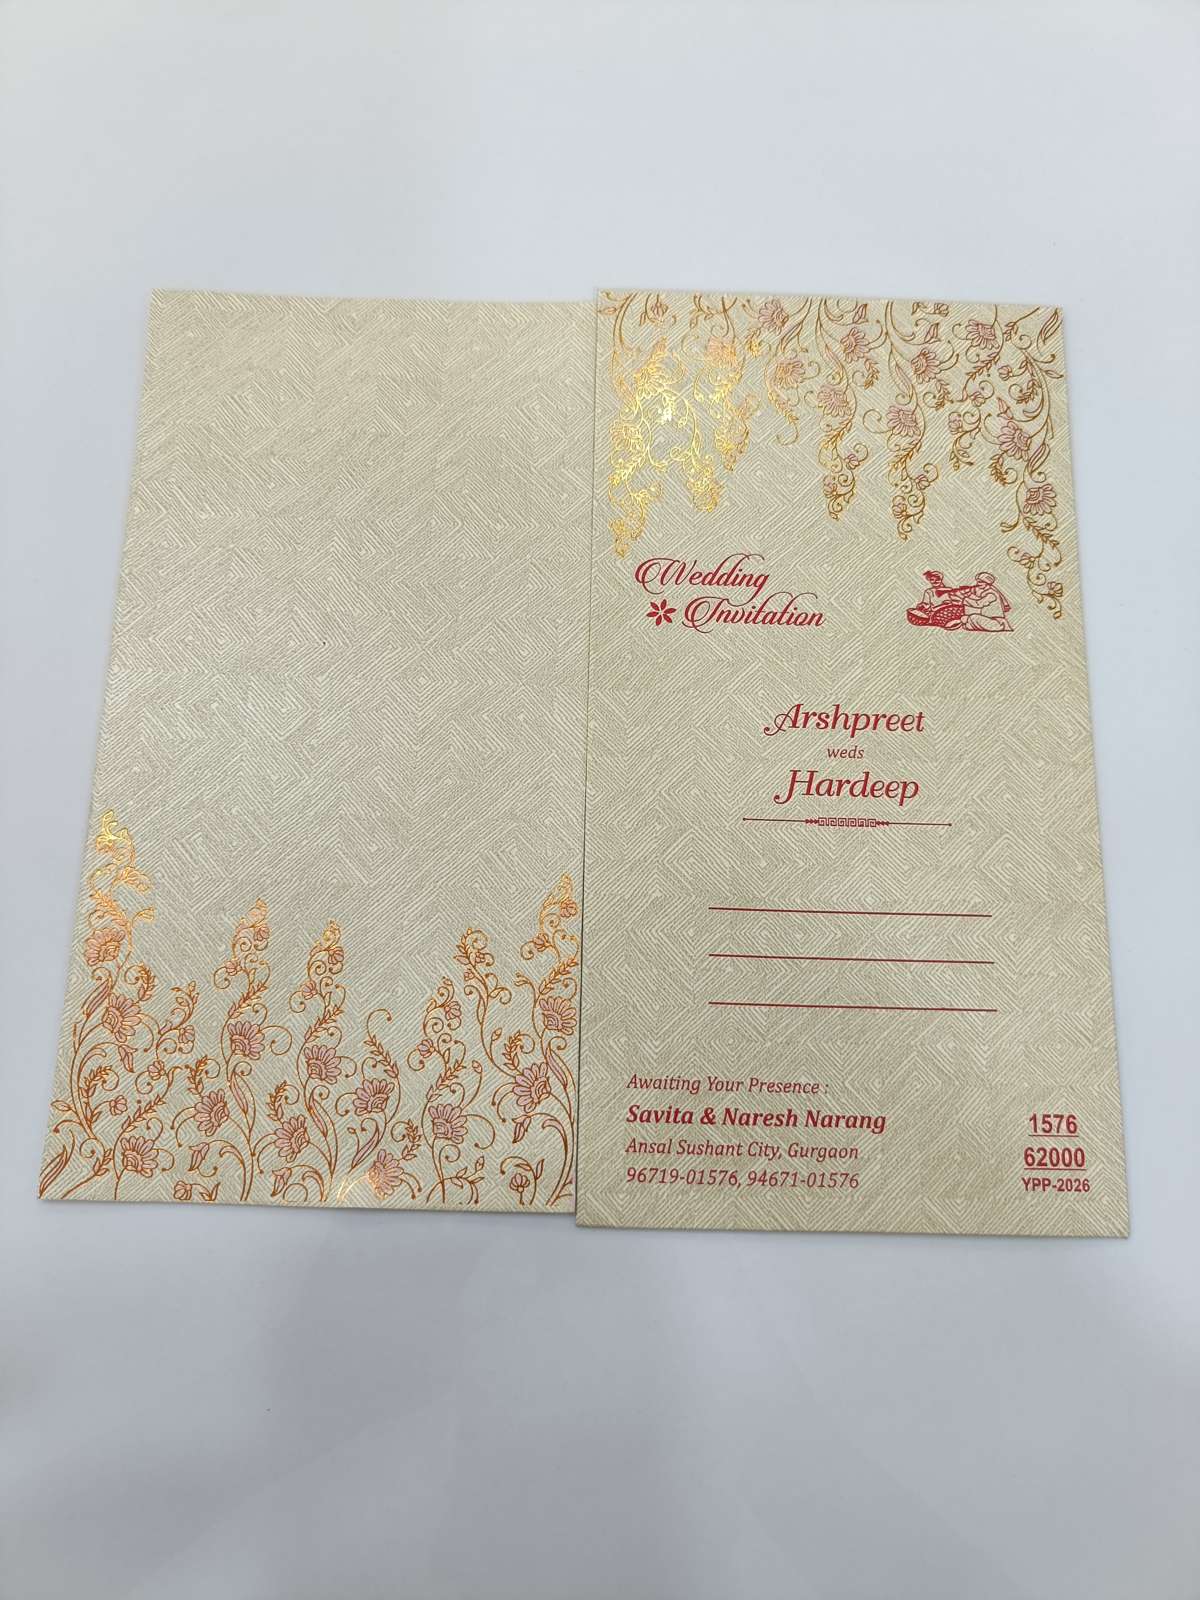 Wedding
Invitation
Arshpreet
weds
Hardeep
Awaiting Your Presence :
Savita & Naresh Narang
Ansal Sushant City, Gurgaon
96719-01576, 94671-01576
1576
62000
YPP-2026